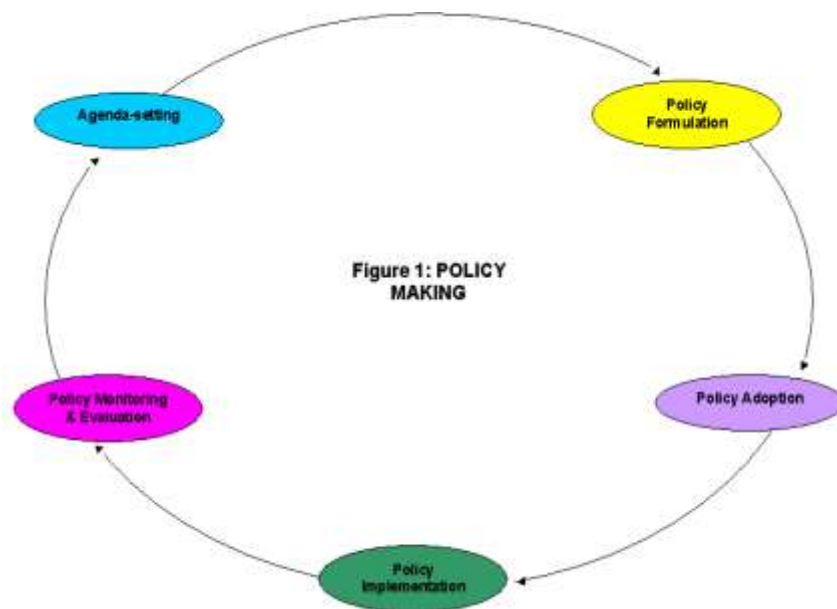 Agenda-setting
Policy
Formulation
Figure 1: POLICY
MAKING
Policy Monitoring
& Evaluation
Policy Adoption
Policy
Implementation